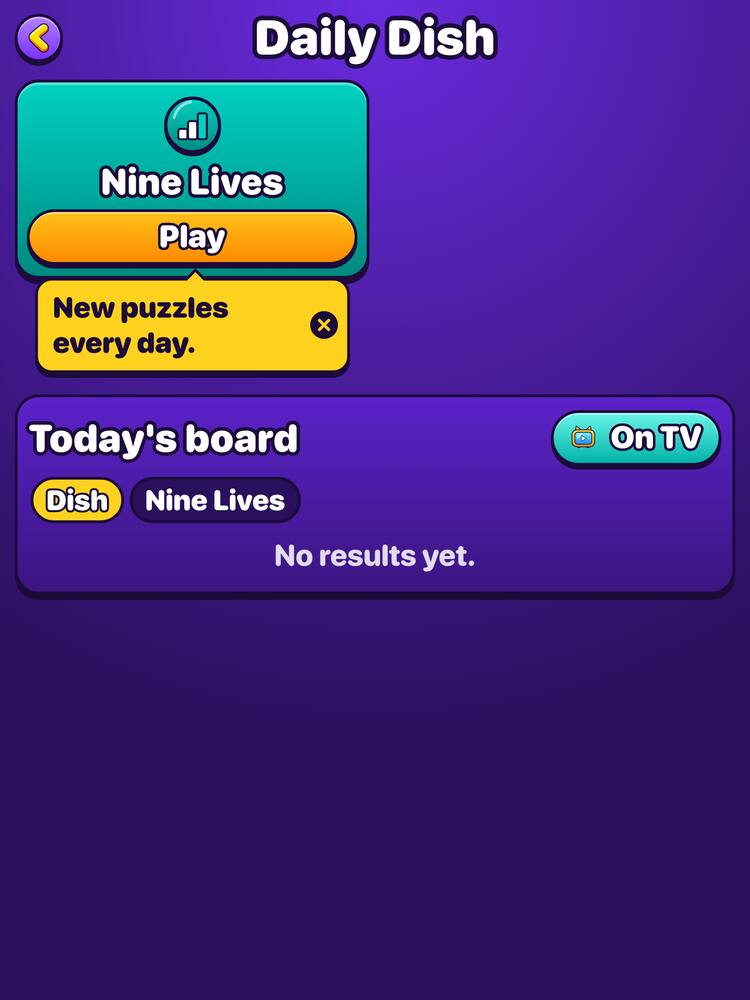 Daily Dish
Nine Lives
Play
New puzzles
every day.
Today's board
On TV
Dish
Nine Lives
No results yet.